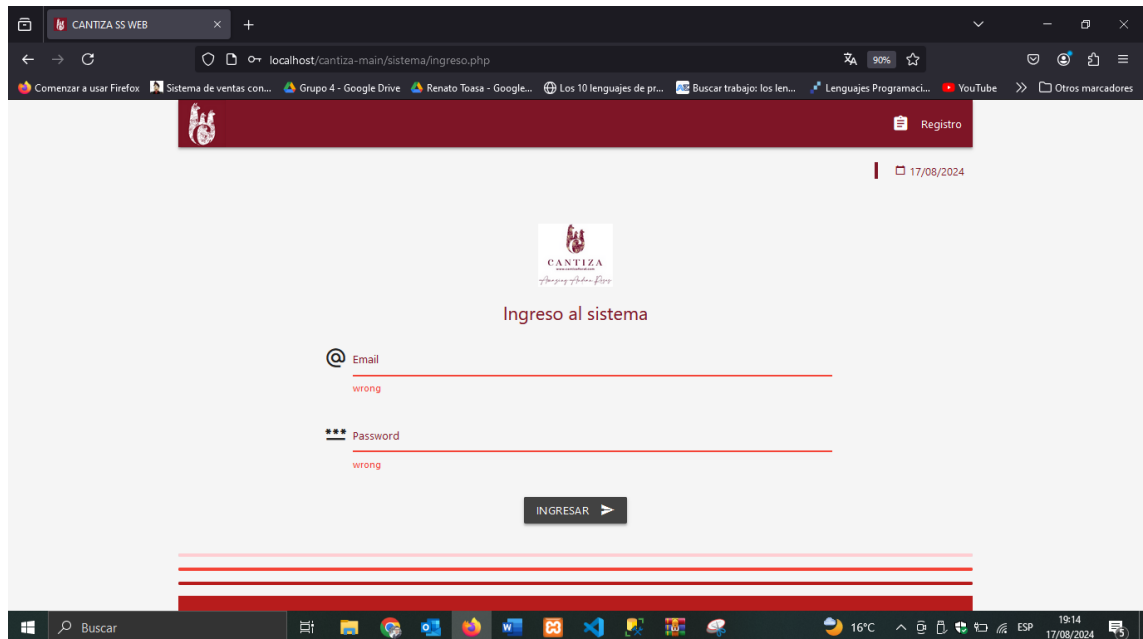 CANTIZA SS WEB
localhost/cantiza-main/sistema/ingreso.php
90%
Comenzar a usar Firefox
Sistema de ventas con...
Grupo 4 - Google Drive
Renato Toasa - Google...
Los 10 lenguajes de pr...
Buscar trabajo: los len...
Lenguajes Programaci...
YouTube
Otros marcadores
Registro
17/08/2024
CANTIZA
Ingreso al sistema
@ Email
wrong
*** Password
wrong
INGRESAR
Buscar
16°C
ESP
19:14
17/08/2024